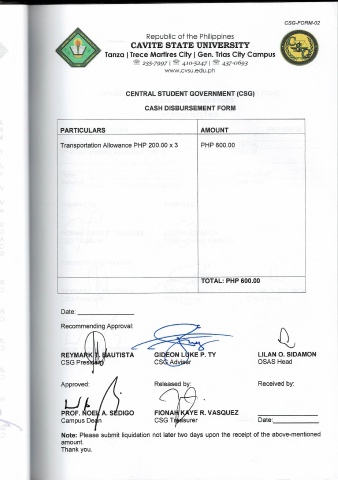 CSG-FORM-02
Republic of the Philippines
CAVITE STATE UNIVERSITY
Tanza | Trece Martires City | Gen. Trias City Campus
☏ 235-7997 | ☏ 410-5247 | ☏ 437-0693
www.cvsu.edu.ph
CENTRAL STUDENT GOVERNMENT (CSG)
CASH DISBURSEMENT FORM
PARTICULARS AMOUNT
Transportation Allowance PHP 200.00 x 3 PHP 600.00
TOTAL: PHP 600.00
Date: _______________
Recommending Approval:
REYMARK T. BAUTISTA GIDEON LUKE P. TY LILAN O. SIDAMON
CSG President CSG Adviser OSAS Head
Approved: Released by: Received by:
PROF. NOEL A. SEDIGO FIONAH KAYE R. VASQUEZ _______________
Campus Dean CSG Treasurer Date:_______________
Note: Please submit liquidation not later two days upon the receipt of the above-mentioned
amount.
Thank you.